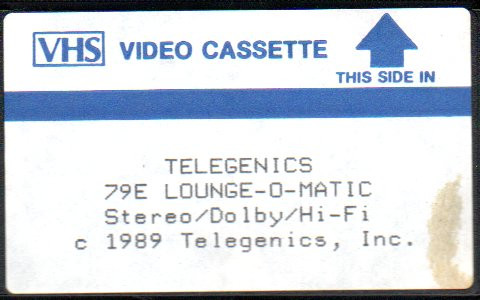 VHS VIDEO CASSETTE
THIS SIDE IN
TELEGENICS
79E LOUNGE-O-MATIC
Stereo/Dolby/Hi-Fi
c 1989 Telegenics, Inc.